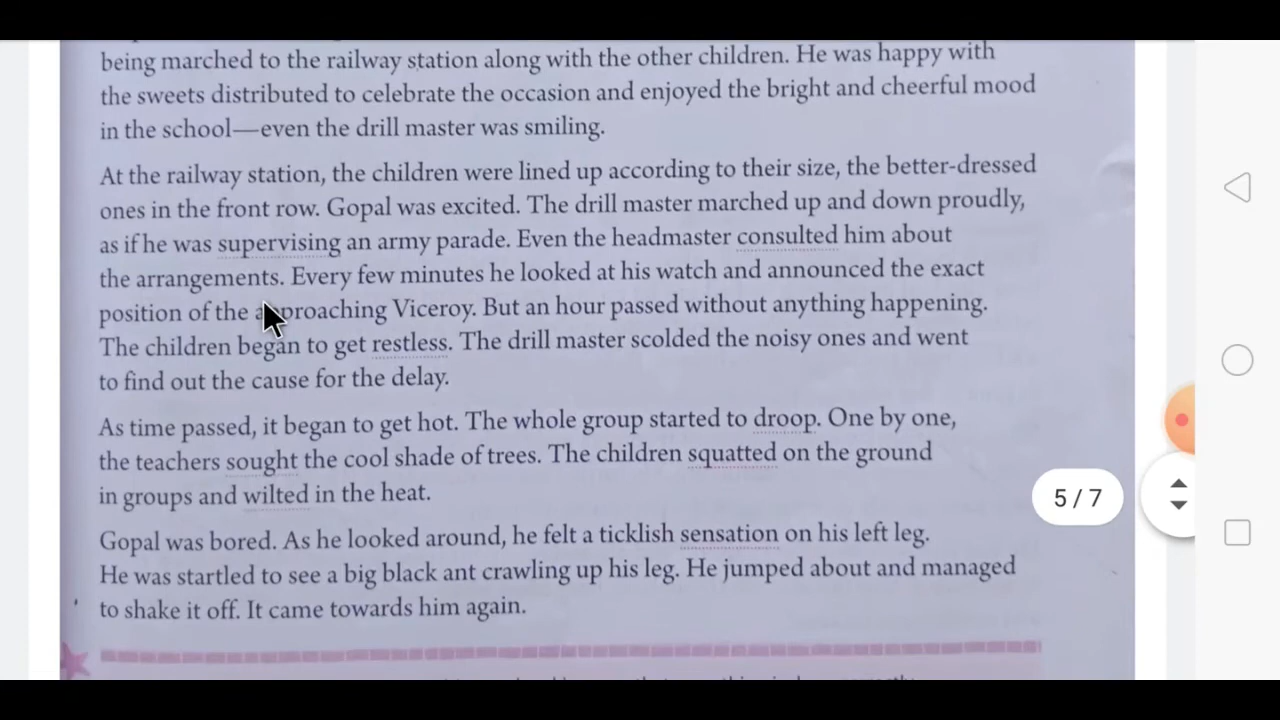 being marched to the railway station along with the other children. He was happy with
the sweets distributed to celebrate the occasion and enjoyed the bright and cheerful mood
in the school—even the drill master was smiling.
At the railway station, the children were lined up according to their size, the better-dressed
ones in the front row. Gopal was excited. The drill master marched up and down proudly,
as if he was supervising an army parade. Even the headmaster consulted him about
the arrangements. Every few minutes he looked at his watch and announced the exact
position of the approaching Viceroy. But an hour passed without anything happening.
The children began to get restless. The drill master scolded the noisy ones and went
to find out the cause for the delay.
As time passed, it began to get hot. The whole group started to droop. One by one,
the teachers sought the cool shade of trees. The children squatted on the ground
in groups and wilted in the heat.
Gopal was bored. As he looked around, he felt a ticklish sensation on his left leg.
He was startled to see a big black ant crawling up his leg. He jumped about and managed
to shake it off. It came towards him again.
5 / 7